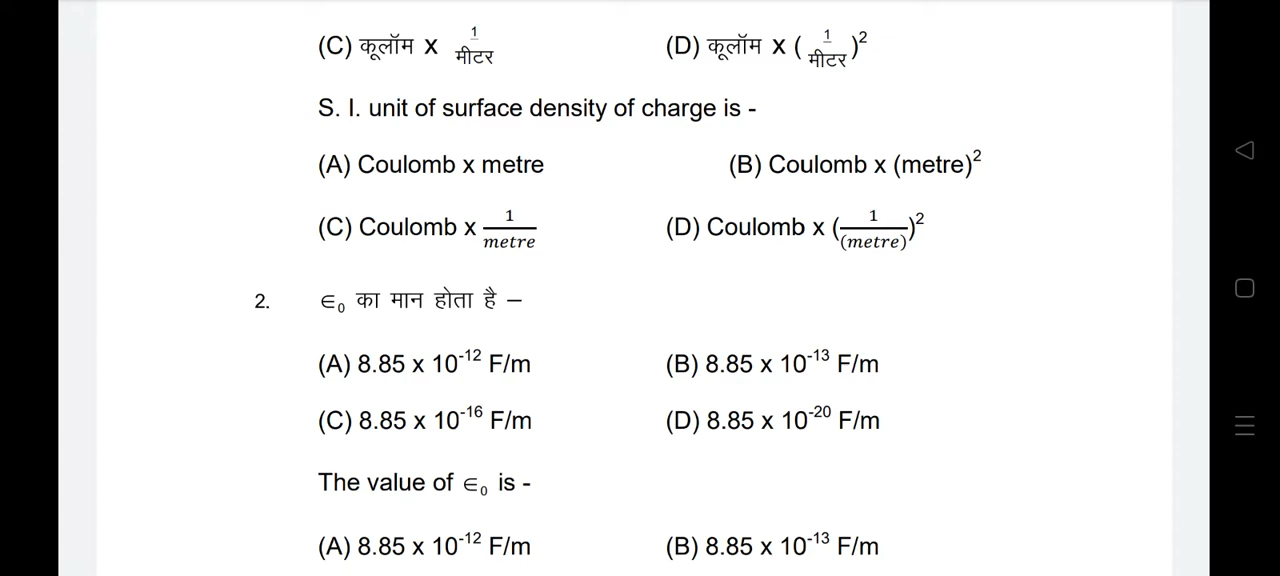 (C) कूलॉम x 1/मीटर (D) कूलॉम x (1/मीटर)²
S. I. unit of surface density of charge is -
(A) Coulomb x metre (B) Coulomb x (metre)²
(C) Coulomb x 1/metre (D) Coulomb x (1/(metre))²
2. ∈₀ का मान होता है –
(A) 8.85 x 10⁻¹² F/m (B) 8.85 x 10⁻¹³ F/m
(C) 8.85 x 10⁻¹⁶ F/m (D) 8.85 x 10⁻²⁰ F/m
The value of ∈₀ is -
(A) 8.85 x 10⁻¹² F/m (B) 8.85 x 10⁻¹³ F/m